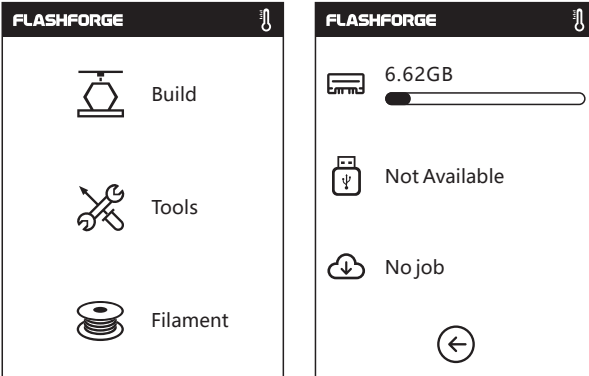 FLASHFORGE
Build
Tools
Filament
FLASHFORGE
6.62GB
Not Available
No job